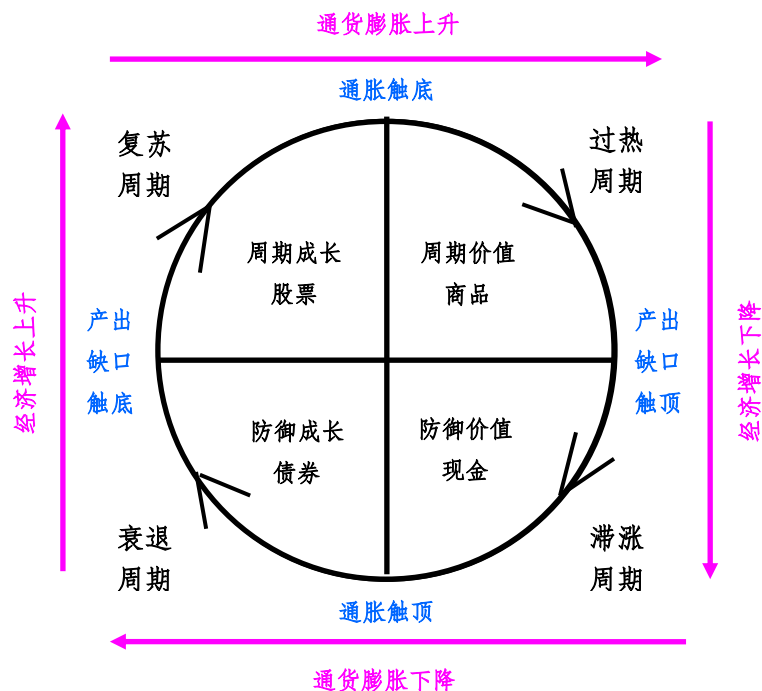 通货膨胀上升
通胀触底
复苏
周期
过热
周期
周期成长
股票
周期价值
商品
经济增长上升
产出
缺口
触底
产出
缺口
触顶
经济增长下降
防御成长
债券
防御价值
现金
衰退
周期
滞涨
周期
通胀触顶
通货膨胀下降